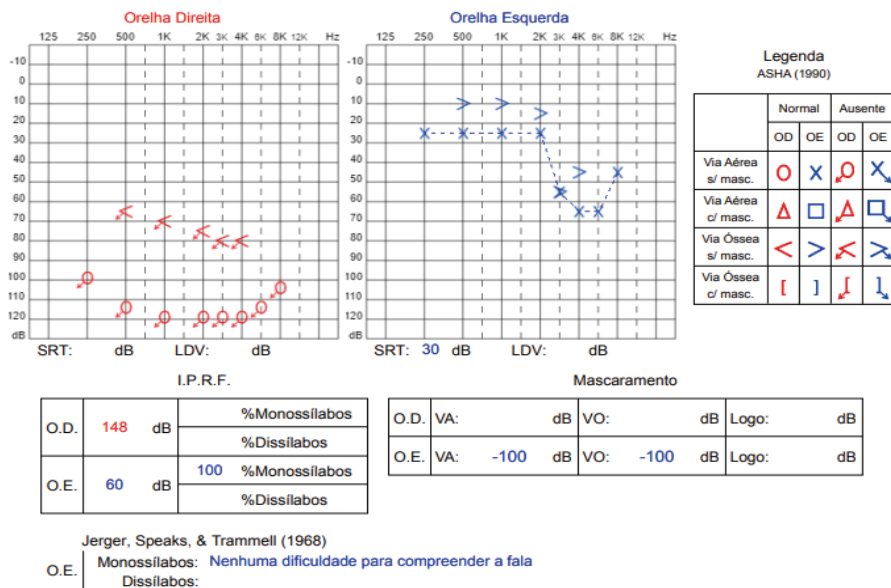 Orelha Direita
125 250 500 1K 2K 3K 4K 6K 8K 12K Hz
-10
0
10
20
30
40
50
60
70
80
90
100
110
120
dB
SRT: dB LDV: dB
Orelha Esquerda
125 250 500 1K 2K 3K 4K 6K 8K 12K Hz
-10
0
10
20
30
40
50
60
70
80
90
100
110
120
dB
SRT: 30 dB LDV: dB
Legenda
ASHA (1990)
Normal Ausente
OD OE OD OE
Via Aérea
s/ masc.
Via Aérea
c/ masc.
Via Óssea
s/ masc.
Via Óssea
c/ masc.
I.P.R.F.
O.D. 148 dB %Monossílabos
%Dissílabos
O.E. 60 dB 100 %Monossílabos
%Dissílabos
Mascaramento
O.D. VA: dB VO: dB Logo: dB
O.E. VA: -100 dB VO: -100 dB Logo: dB
Jerger, Speaks, & Trammell (1968)
O.E. Monossílabos: Nenhuma dificuldade para compreender a fala
Dissílabos: